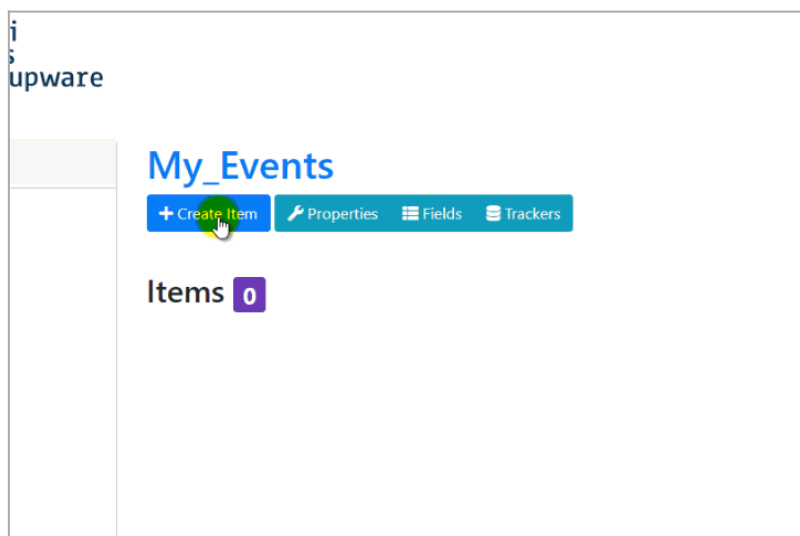 i
s
upware
My_Events
+ Create Item Properties Fields Trackers
Items 0